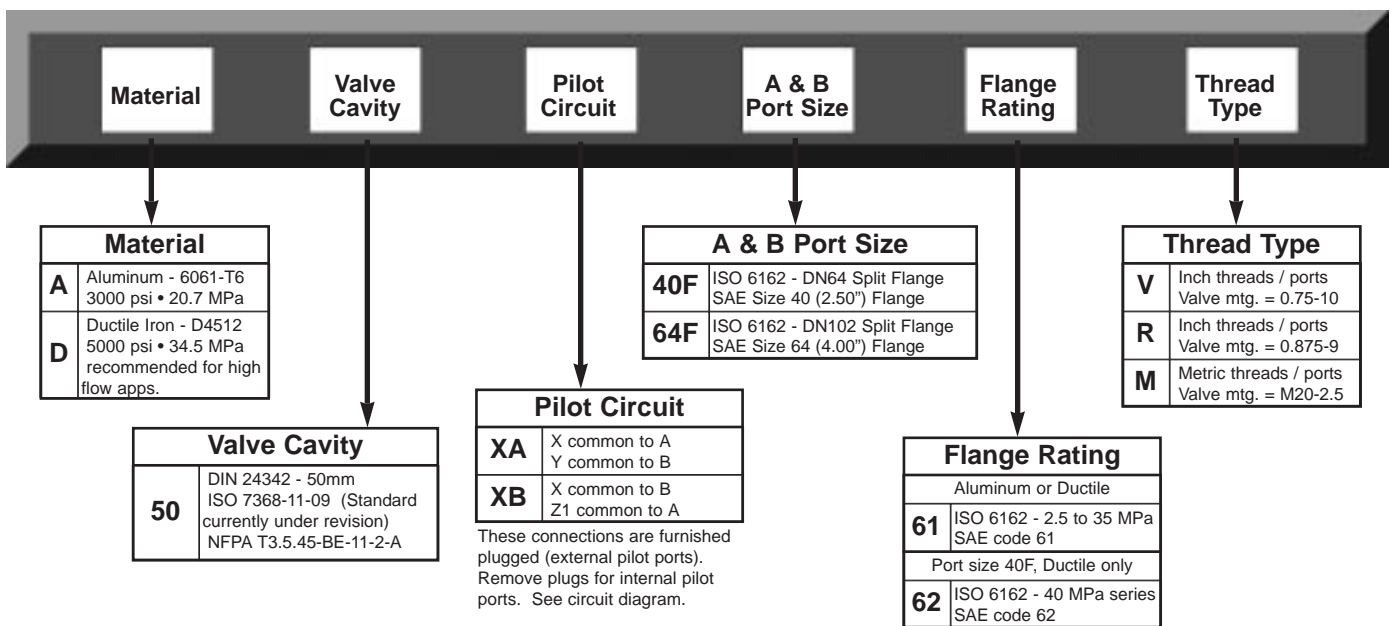 Material
Valve
Cavity
Pilot
Circuit
A & B
Port Size
Flange
Rating
Thread
Type
Material
A
Aluminum - 6061-T6
3000 psi • 20.7 MPa
D
Ductile Iron - D4512
5000 psi • 34.5 MPa
recommended for high
flow apps.
Valve Cavity
50
DIN 24342 - 50mm
ISO 7368-11-09 (Standard
currently under revision)
NFPA T3.5.45-BE-11-2-A
Pilot Circuit
XA
X common to A
Y common to B
XB
X common to B
Z1 common to A
These connections are furnished
plugged (external pilot ports).
Remove plugs for internal pilot
ports. See circuit diagram.
A & B Port Size
40F
ISO 6162 - DN64 Split Flange
SAE Size 40 (2.50”) Flange
64F
ISO 6162 - DN102 Split Flange
SAE Size 64 (4.00”) Flange
Flange Rating
Aluminum or Ductile
61
ISO 6162 - 2.5 to 35 MPa
SAE code 61
Port size 40F, Ductile only
62
ISO 6162 - 40 MPa series
SAE code 62
Thread Type
V
Inch threads / ports
Valve mtg. = 0.75-10
R
Inch threads / ports
Valve mtg. = 0.875-9
M
Metric threads / ports
Valve mtg. = M20-2.5